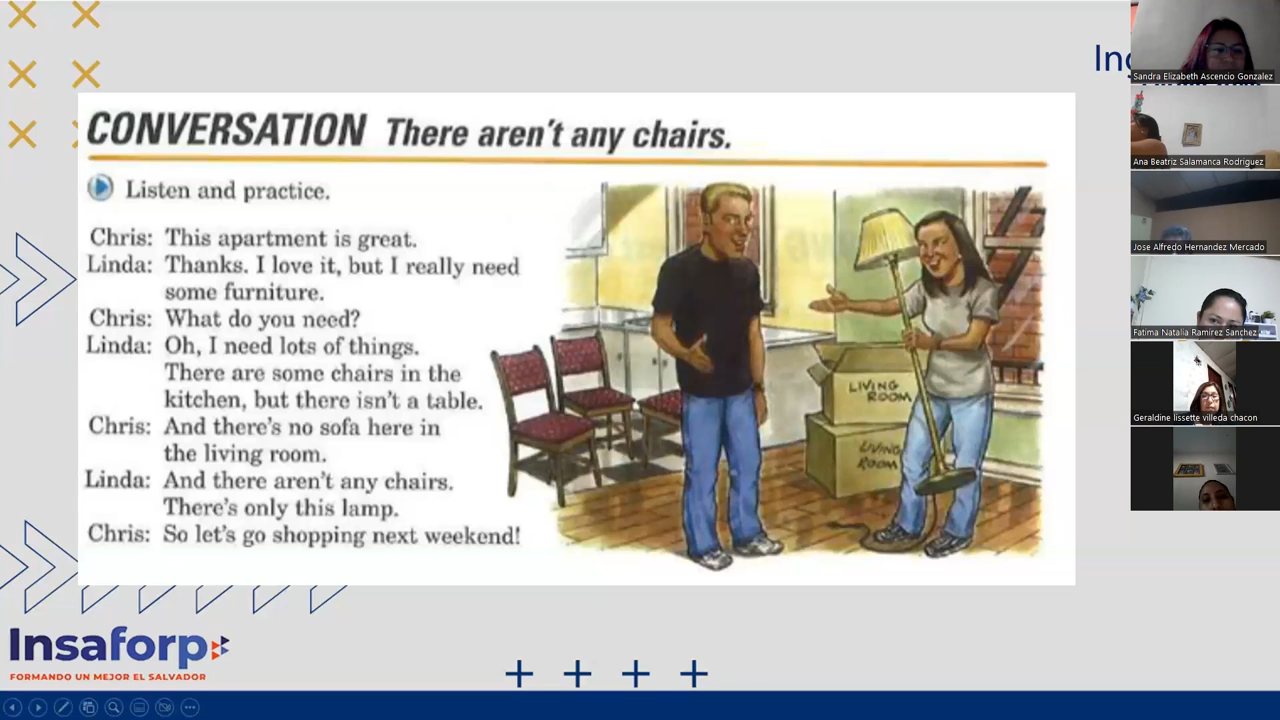 CONVERSATION There aren't any chairs.
Listen and practice.
Chris: This apartment is great.
Linda: Thanks. I love it, but I really need
some furniture.
Chris: What do you need?
Linda: Oh, I need lots of things.
There are some chairs in the
kitchen, but there isn't a table.
Chris: And there's no sofa here in
the living room.
Linda: And there aren't any chairs.
There's only this lamp.
Chris: So let's go shopping next weekend!
LIVING
ROOM
LIVING
ROOM
Insaforp
FORMANDO UN MEJOR EL SALVADOR
Sandra Elizabeth Ascencio Gonzalez
Ana Beatriz Salamanca Rodriguez
Jose Alfredo Hernandez Mercado
Fatima Natalia Ramirez Sanchez
Geraldine lissette villeda chacon